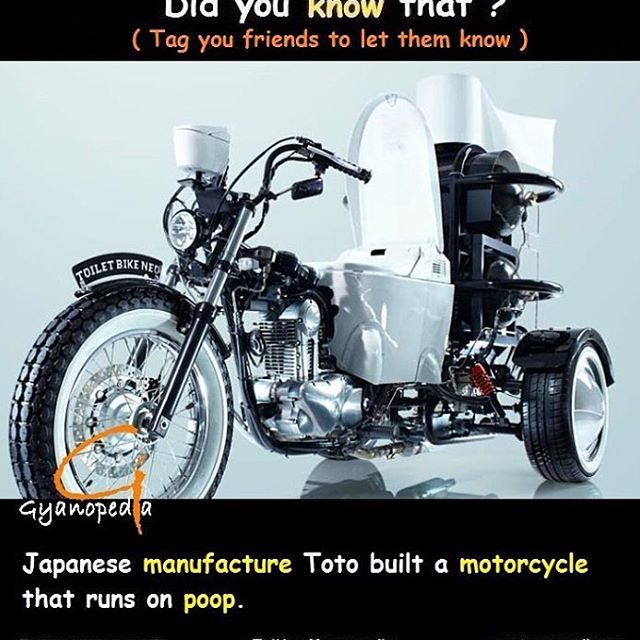 Did you know that ?
( Tag you friends to let them know )
TOILET BIKE NEO
Gyanopedia
Japanese manufacture Toto built a motorcycle
that runs on poop.